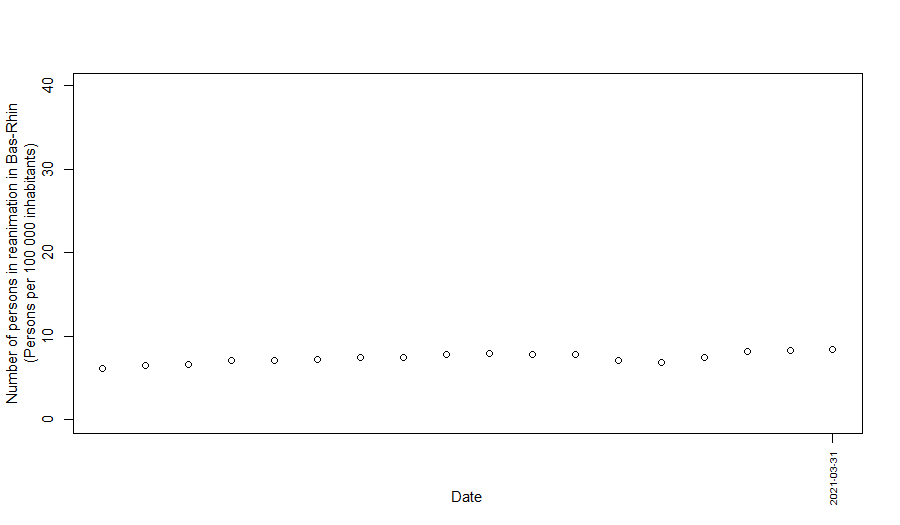 Number of persons in reanimation in Bas-Rhin
(Persons per 100 000 inhabitants)
40
30
20
10
0
2021-03-31
Date